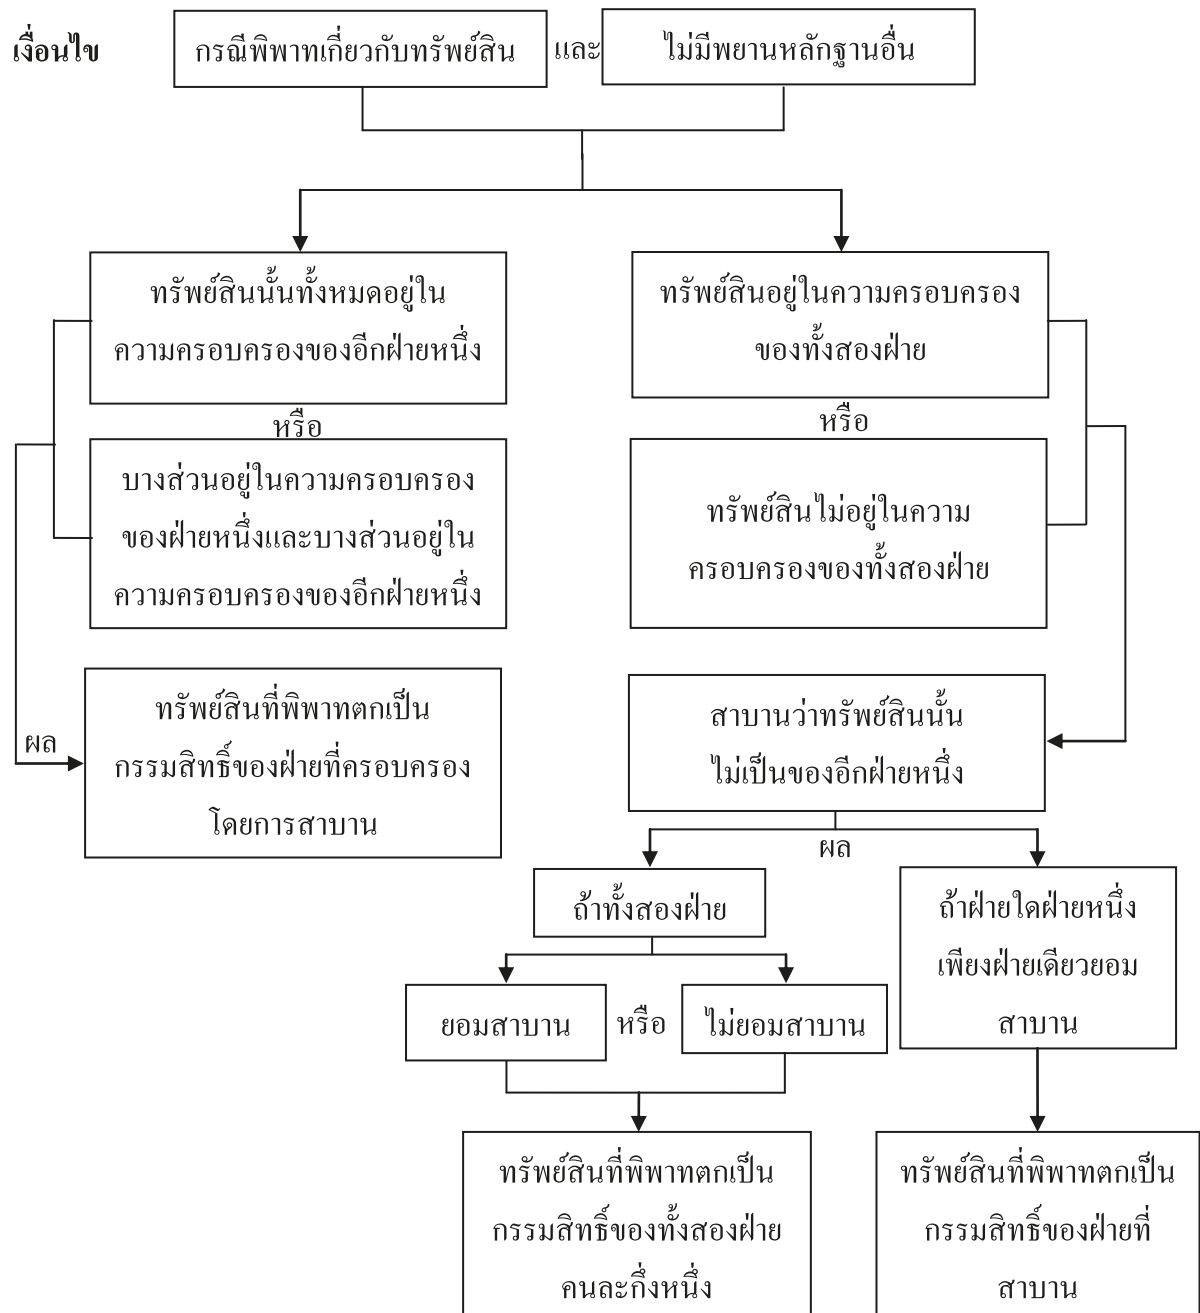 เงื่อนไข
กรณีพิพาทเกี่ยวกับทรัพย์สิน
และ
ไม่มีพยานหลักฐานอื่น
ทรัพย์สินนั้นทั้งหมดอยู่ใน
ความครอบครองของอีกฝ่ายหนึ่ง
หรือ
บางส่วนอยู่ในความครอบครอง
ของฝ่ายหนึ่งและบางส่วนอยู่ใน
ความครอบครองของอีกฝ่ายหนึ่ง
ผล
ทรัพย์สินที่พิพาทตกเป็น
กรรมสิทธิ์ของฝ่ายที่ครอบครอง
โดยการสาบาน
ทรัพย์สินอยู่ในความครอบครอง
ของทั้งสองฝ่าย
หรือ
ทรัพย์สินไม่อยู่ในความ
ครอบครองของทั้งสองฝ่าย
สาบานว่าทรัพย์สินนั้น
ไม่เป็นของอีกฝ่ายหนึ่ง
ผล
ถ้าทั้งสองฝ่าย
ยอมสาบาน
หรือ
ไม่ยอมสาบาน
ทรัพย์สินที่พิพาทตกเป็น
กรรมสิทธิ์ของทั้งสองฝ่าย
คนละกึ่งหนึ่ง
ถ้าฝ่ายใดฝ่ายหนึ่ง
เพียงฝ่ายเดียวยอม
สาบาน
ทรัพย์สินที่พิพาทตกเป็น
กรรมสิทธิ์ของฝ่ายที่
สาบาน